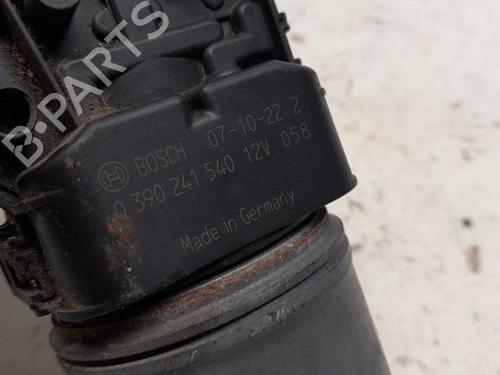 B-PARTS
BOSCH 07-10-22 2
0 390 241 540 12V 058
Made in Germany